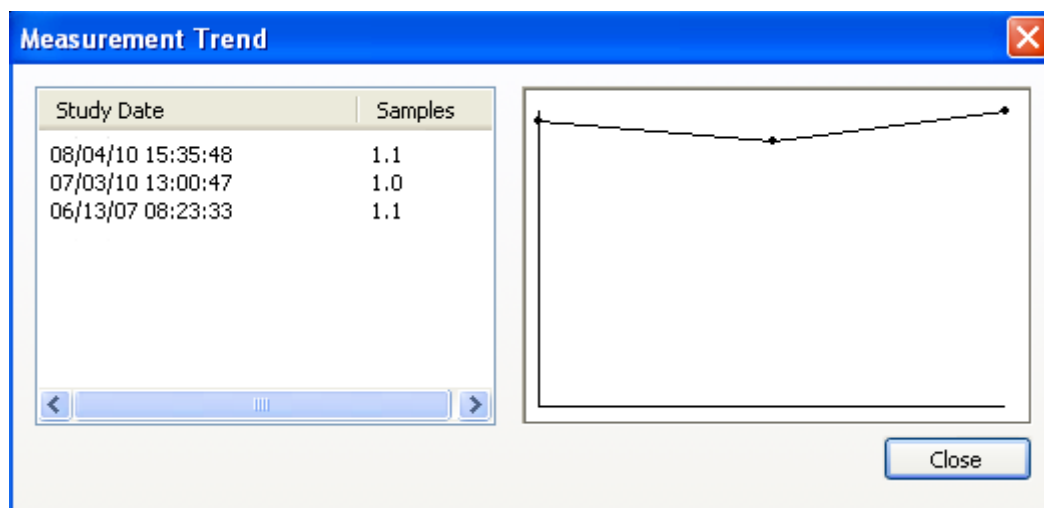 Measurement Trend
Study Date Samples
08/04/10 15:35:48 1.1
07/03/10 13:00:47 1.0
06/13/07 08:23:33 1.1
Close